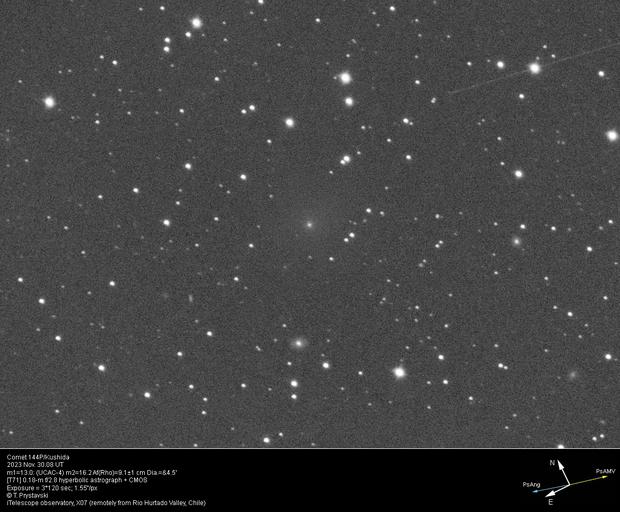 Comet 144P/Kushida
2023 Nov. 30.08 UT
m1=13.0: (UCAC-4) m2=16.2 Af(Rho)=9.1±1 cm Dia.=&4.5'
[T71] 0.18-m f/2.8 hyperbolic astrograph + CMOS
Exposure = 3*120 sec; 1.55"/px
© T. Prystavski
iTelescope observatory, X07 (remotely from Rio Hurtado Valley, Chile)
N
PsAMV
PsAng
E